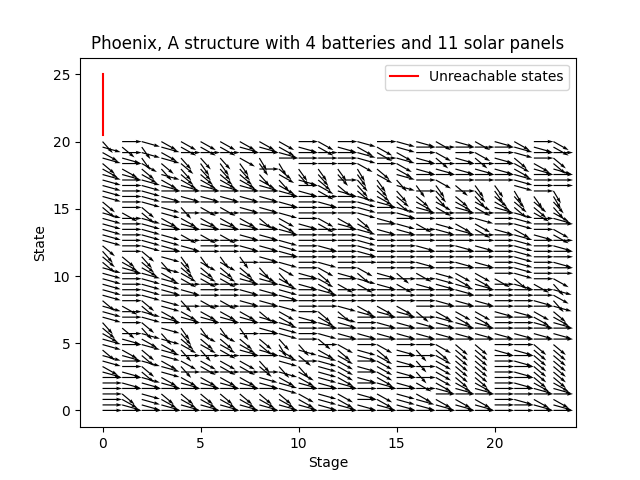 Phoenix, A structure with 4 batteries and 11 solar panels
Unreachable states
25
20
15
10
5
0
State
0 5 10 15 20
Stage